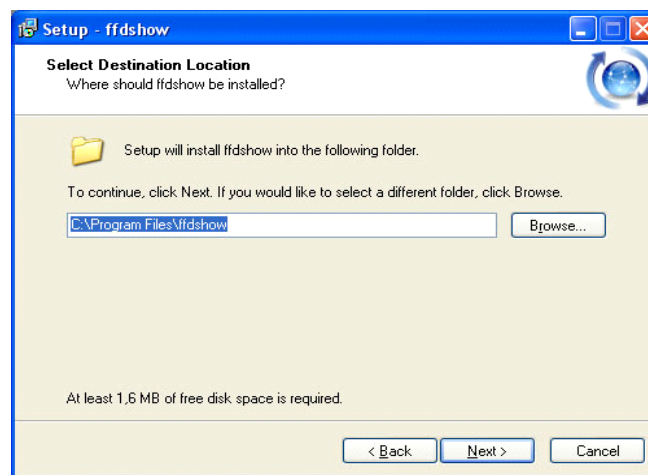 Setup - ffdshow
Select Destination Location
Where should ffdshow be installed?
Setup will install ffdshow into the following folder.
To continue, click Next. If you would like to select a different folder, click Browse.
C:\Program Files\ffdshow
Browse...
At least 1,6 MB of free disk space is required.
< Back
Next >
Cancel